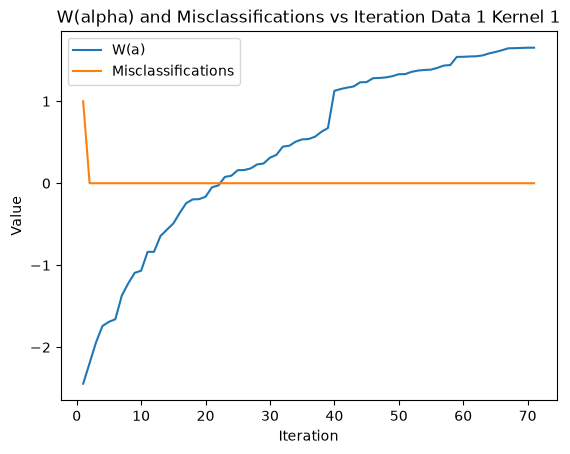 W(alpha) and Misclassifications vs Iteration Data 1 Kernel 1
W(a)
Misclassifications
1
0
−1
−2
Value
0 10 20 30 40 50 60 70
Iteration